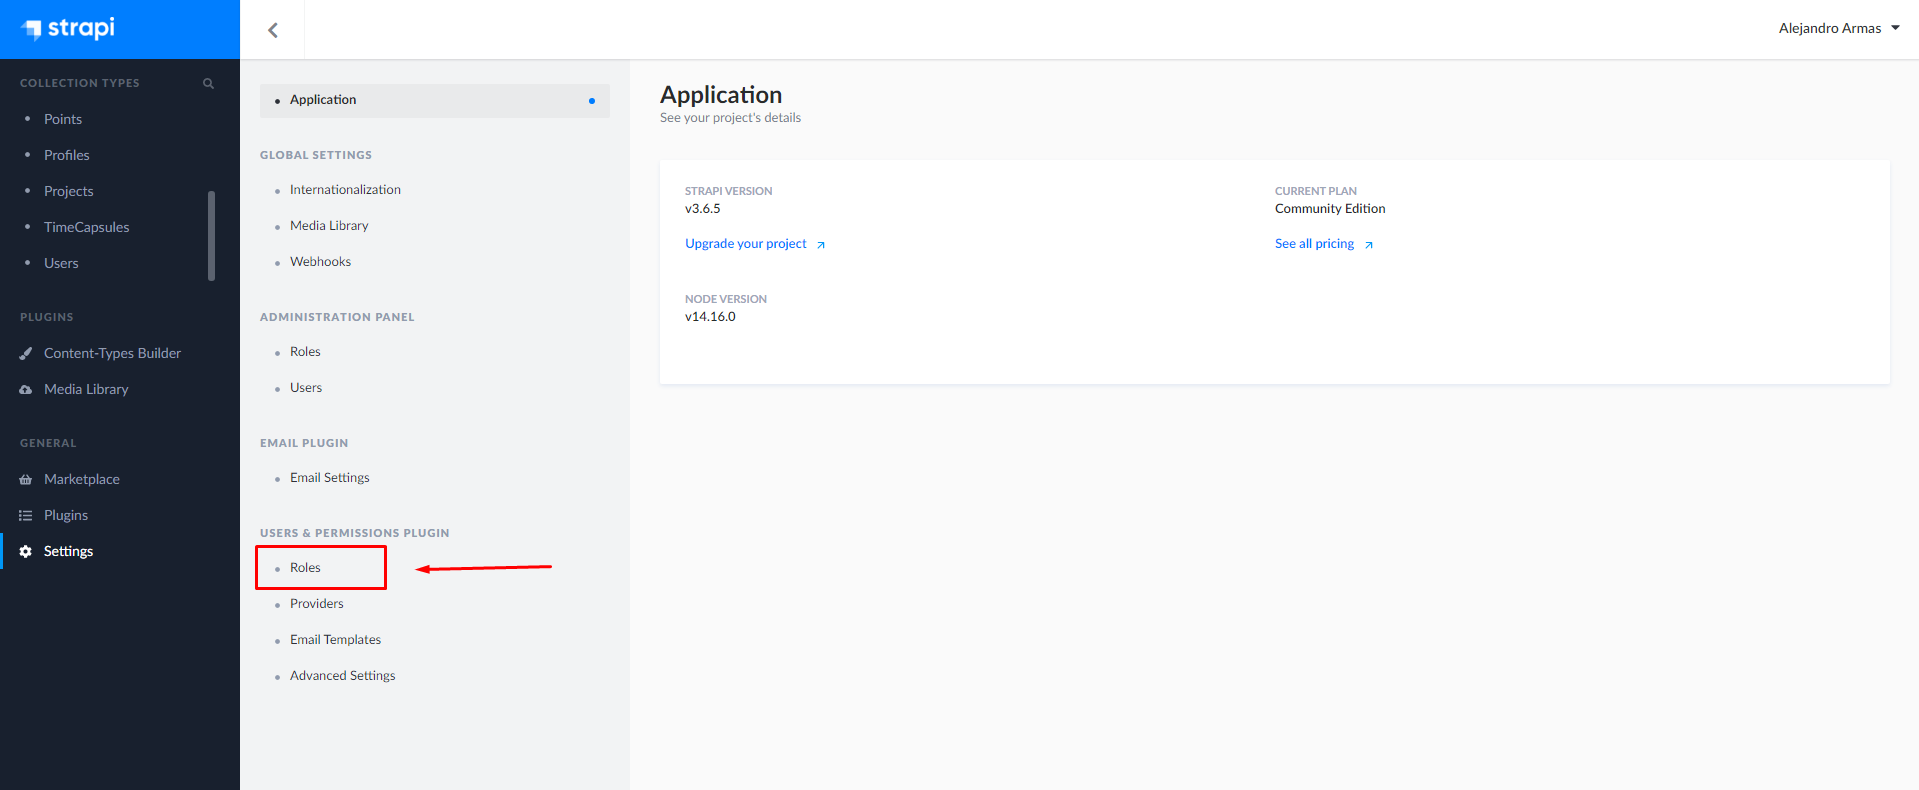 strapi
Alejandro Armas
COLLECTION TYPES
Points
Profiles
Projects
TimeCapsules
Users
PLUGINS
Content-Types Builder
Media Library
GENERAL
Marketplace
Plugins
Settings
Application
GLOBAL SETTINGS
Internationalization
Media Library
Webhooks
ADMINISTRATION PANEL
Roles
Users
EMAIL PLUGIN
Email Settings
USERS & PERMISSIONS PLUGIN
Roles
Providers
Email Templates
Advanced Settings
Application
See your project's details
STRAPI VERSION
v3.6.5
Upgrade your project
CURRENT PLAN
Community Edition
See all pricing
NODE VERSION
v14.16.0